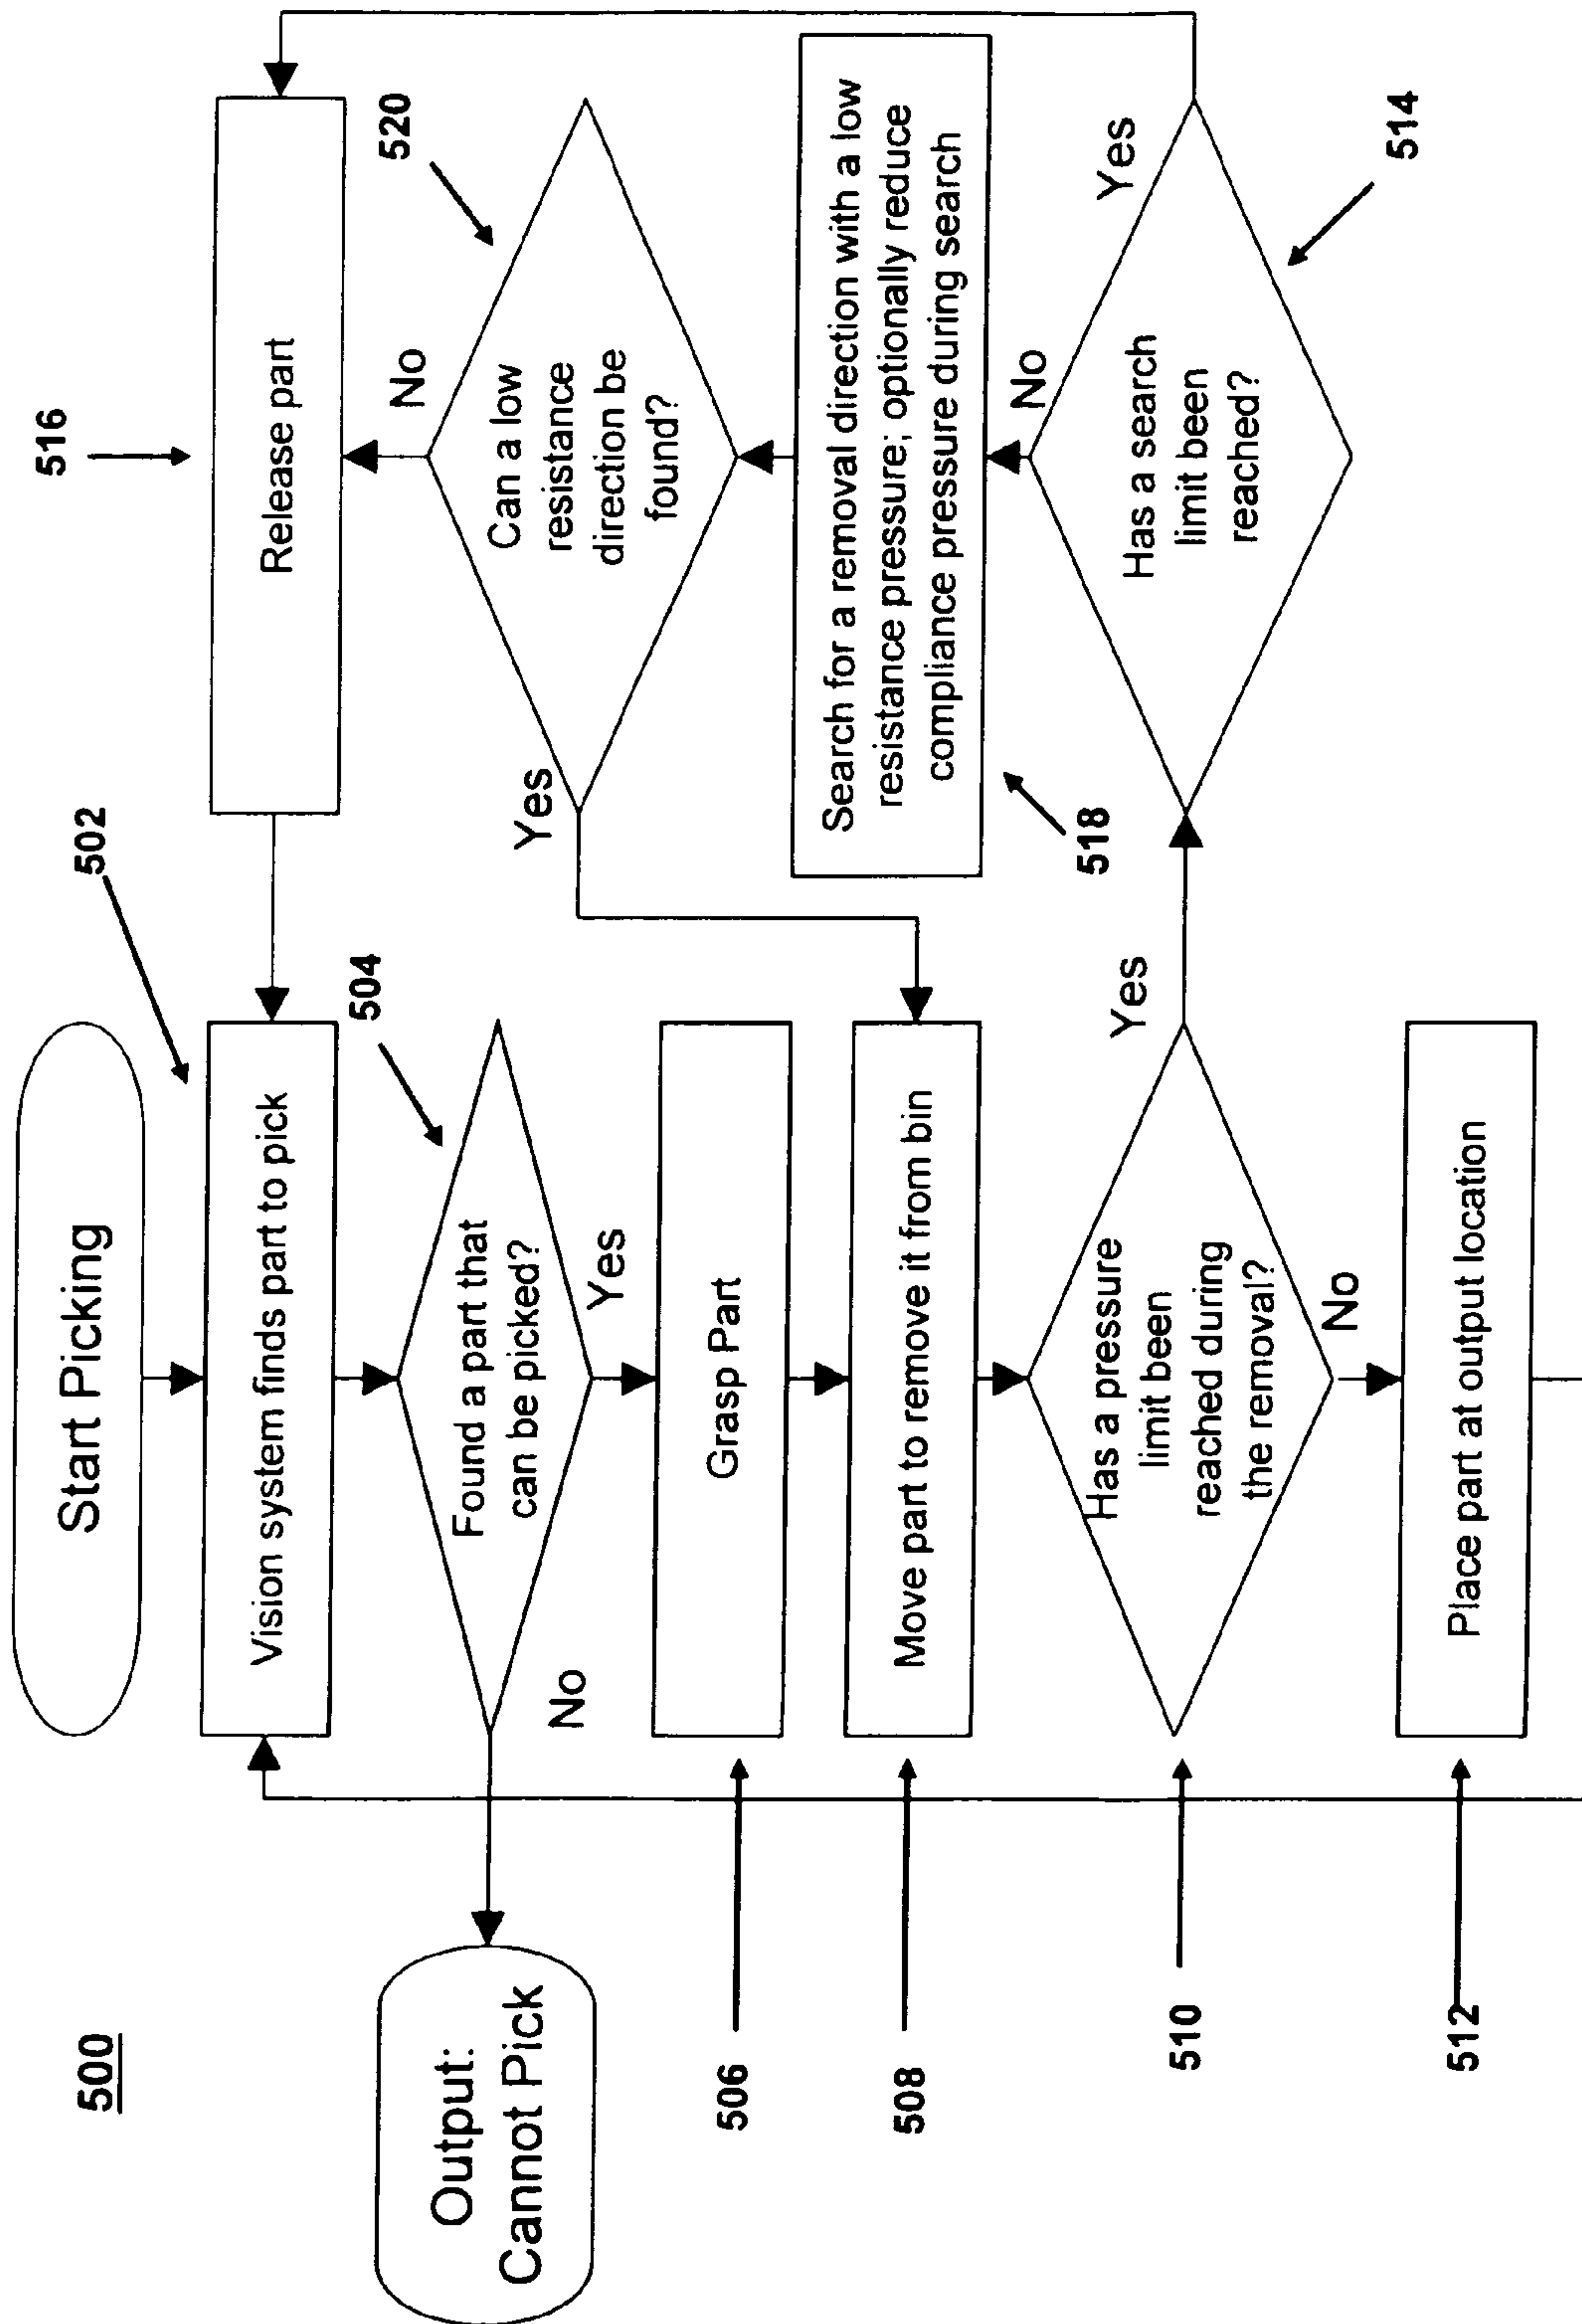 500
Start Picking
502
Vision system finds part to pick
504
Found a part that
can be picked?
No
Yes
Output:
Cannot Pick
506
Grasp Part
508
Move part to remove it from bin
510
Has a pressure
limit been
reached during
the removal?
Yes
No
512
Place part at output location
516
Release part
520
No
Can a low
resistance
direction be
found?
Yes
Search for a removal direction with a low
resistance pressure; optionally reduce
compliance pressure during search
518
No
Has a search
limit been
reached?
Yes
514